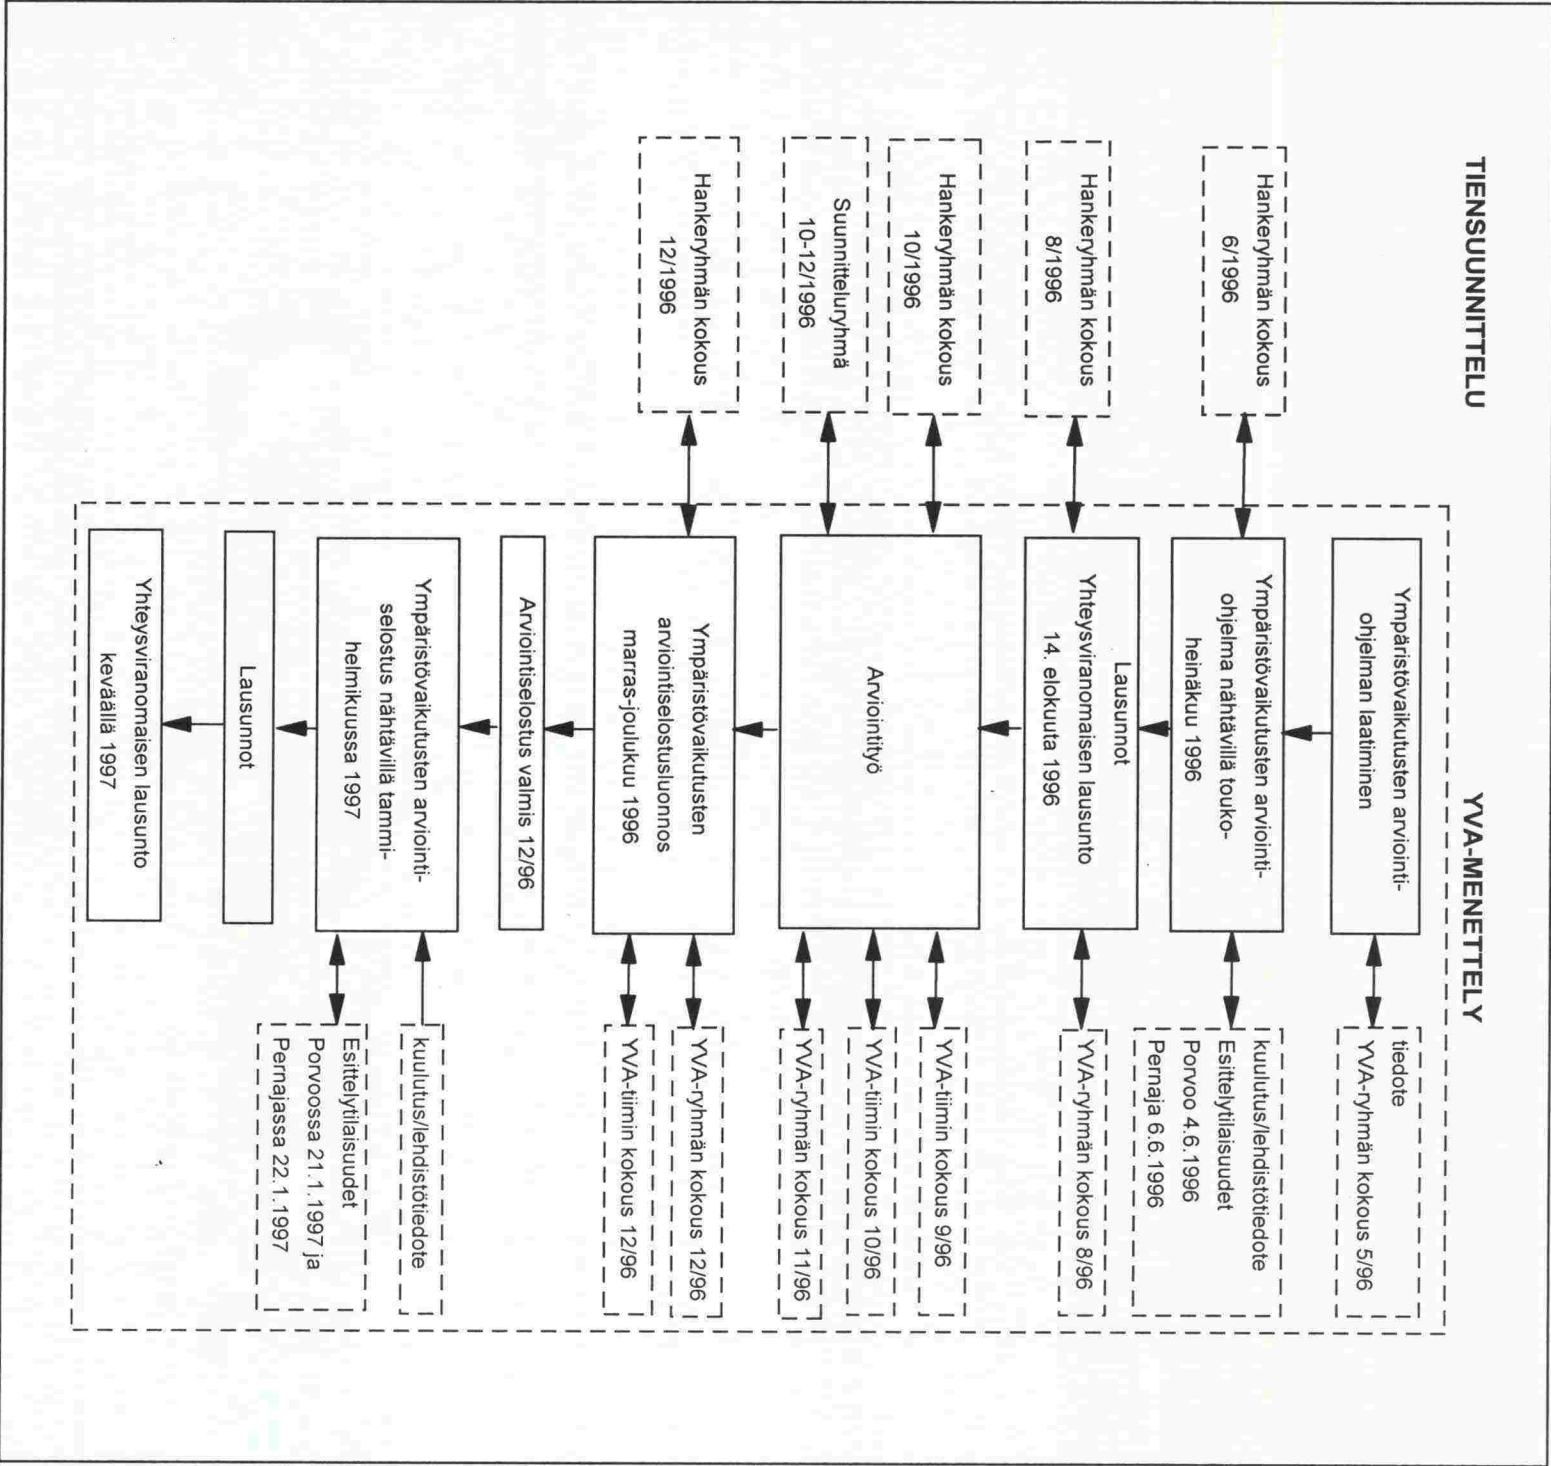 TIENSUUNNITTELU
YVA-MENETTELY
Ympäristövaikutusten arviointi-
ohjelman laatiminen
tiedote
YVA-ryhmän kokous 5/96
Hankeryhmän kokous
6/1996
Ympäristövaikutusten arviointi-
ohjelma nähtävillä touko-
heinäkuu 1996
kuulutus/lehdistötiedote
Esittelytilaisuudet
Porvoo 4.6.1996
Pernaja 6.6.1996
Hankeryhmän kokous
8/1996
Lausunnot
Yhteysviranomaisen lausunto
14. elokuuta 1996
YVA-ryhmän kokous 8/96
Hankeryhmän kokous
10/1996
Suunnitteluryhmä
10-12/1996
Arviointityö
YVA-tiimin kokous 9/96
YVA-tiimin kokous 10/96
YVA-ryhmän kokous 11/96
Hankeryhmän kokous
12/1996
Ympäristövaikutusten
arviointiselostusluonnos
marras-joulukuu 1996
YVA-ryhmän kokous 12/96
YVA-tiimin kokous 12/96
Arviointiselostus valmis 12/96
Ympäristövaikutusten arviointi-
selostus nähtävillä tammi-
helmikuussa 1997
kuulutus/lehdistötiedote
Esittelytilaisuudet
Porvoossa 21.1.1997 ja
Pernajassa 22.1.1997
Lausunnot
Yhteysviranomaisen lausunto
keväällä 1997